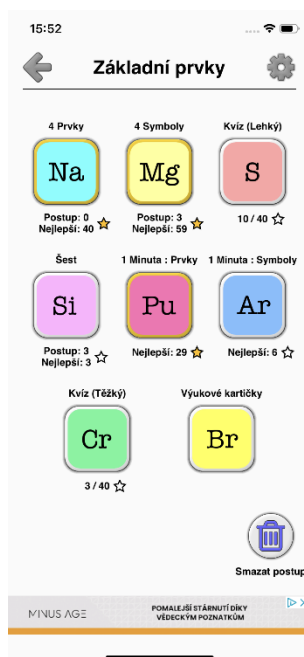 15:52
Základní prvky
4 Prvky
4 Symboly
Kvíz (Lehký)
Na
Mg
S
Postup: 0
Nejlepší: 40
Postup: 3
Nejlepší: 59
10 / 40
Šest
1 Minuta : Prvky
1 Minuta : Symboly
Si
Pu
Ar
Postup: 3
Nejlepší: 3
Nejlepší: 29
Nejlepší: 6
Kvíz (Těžký)
Výukové kartičky
Cr
Br
3 / 40
Smazat postup
MINUS AGE
POMALEJŠÍ STÁRNUTÍ DÍKY
VĚDECKÝM POZNATKŮM